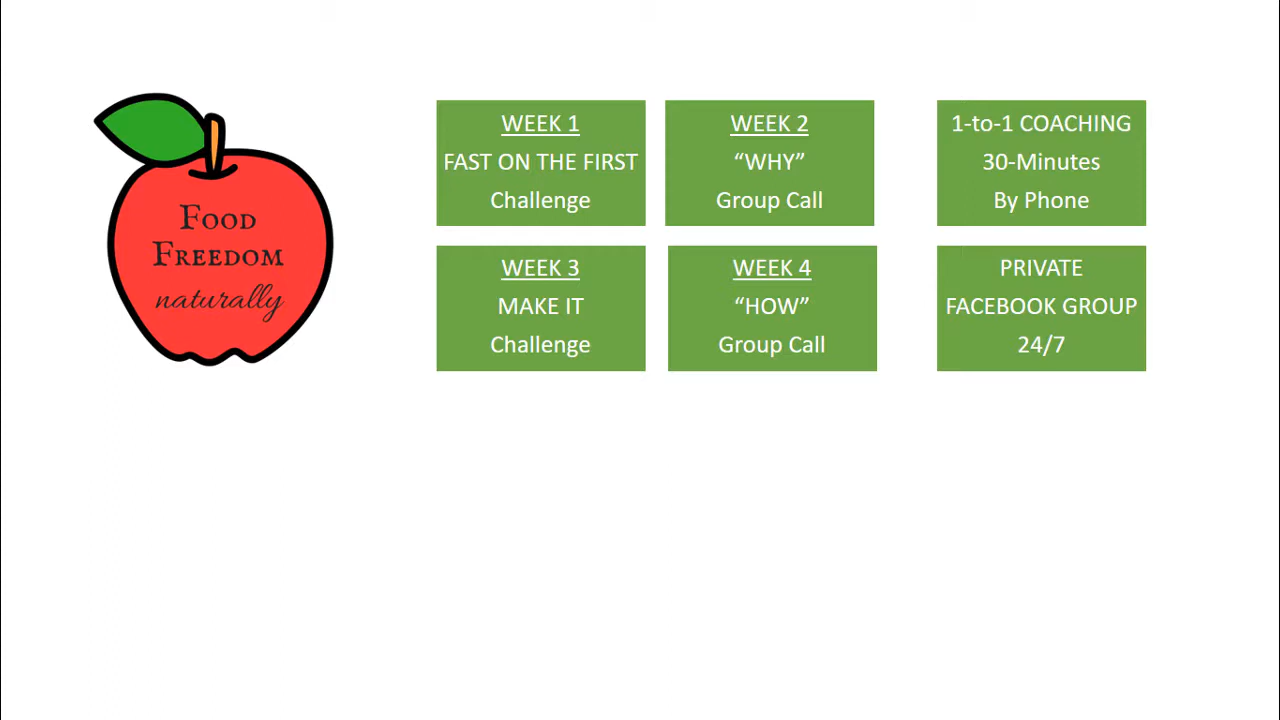 Food
Freedom
naturally
WEEK 1
FAST ON THE FIRST
Challenge
WEEK 2
“WHY”
Group Call
1-to-1 COACHING
30-Minutes
By Phone
WEEK 3
MAKE IT
Challenge
WEEK 4
“HOW”
Group Call
PRIVATE
FACEBOOK GROUP
24/7